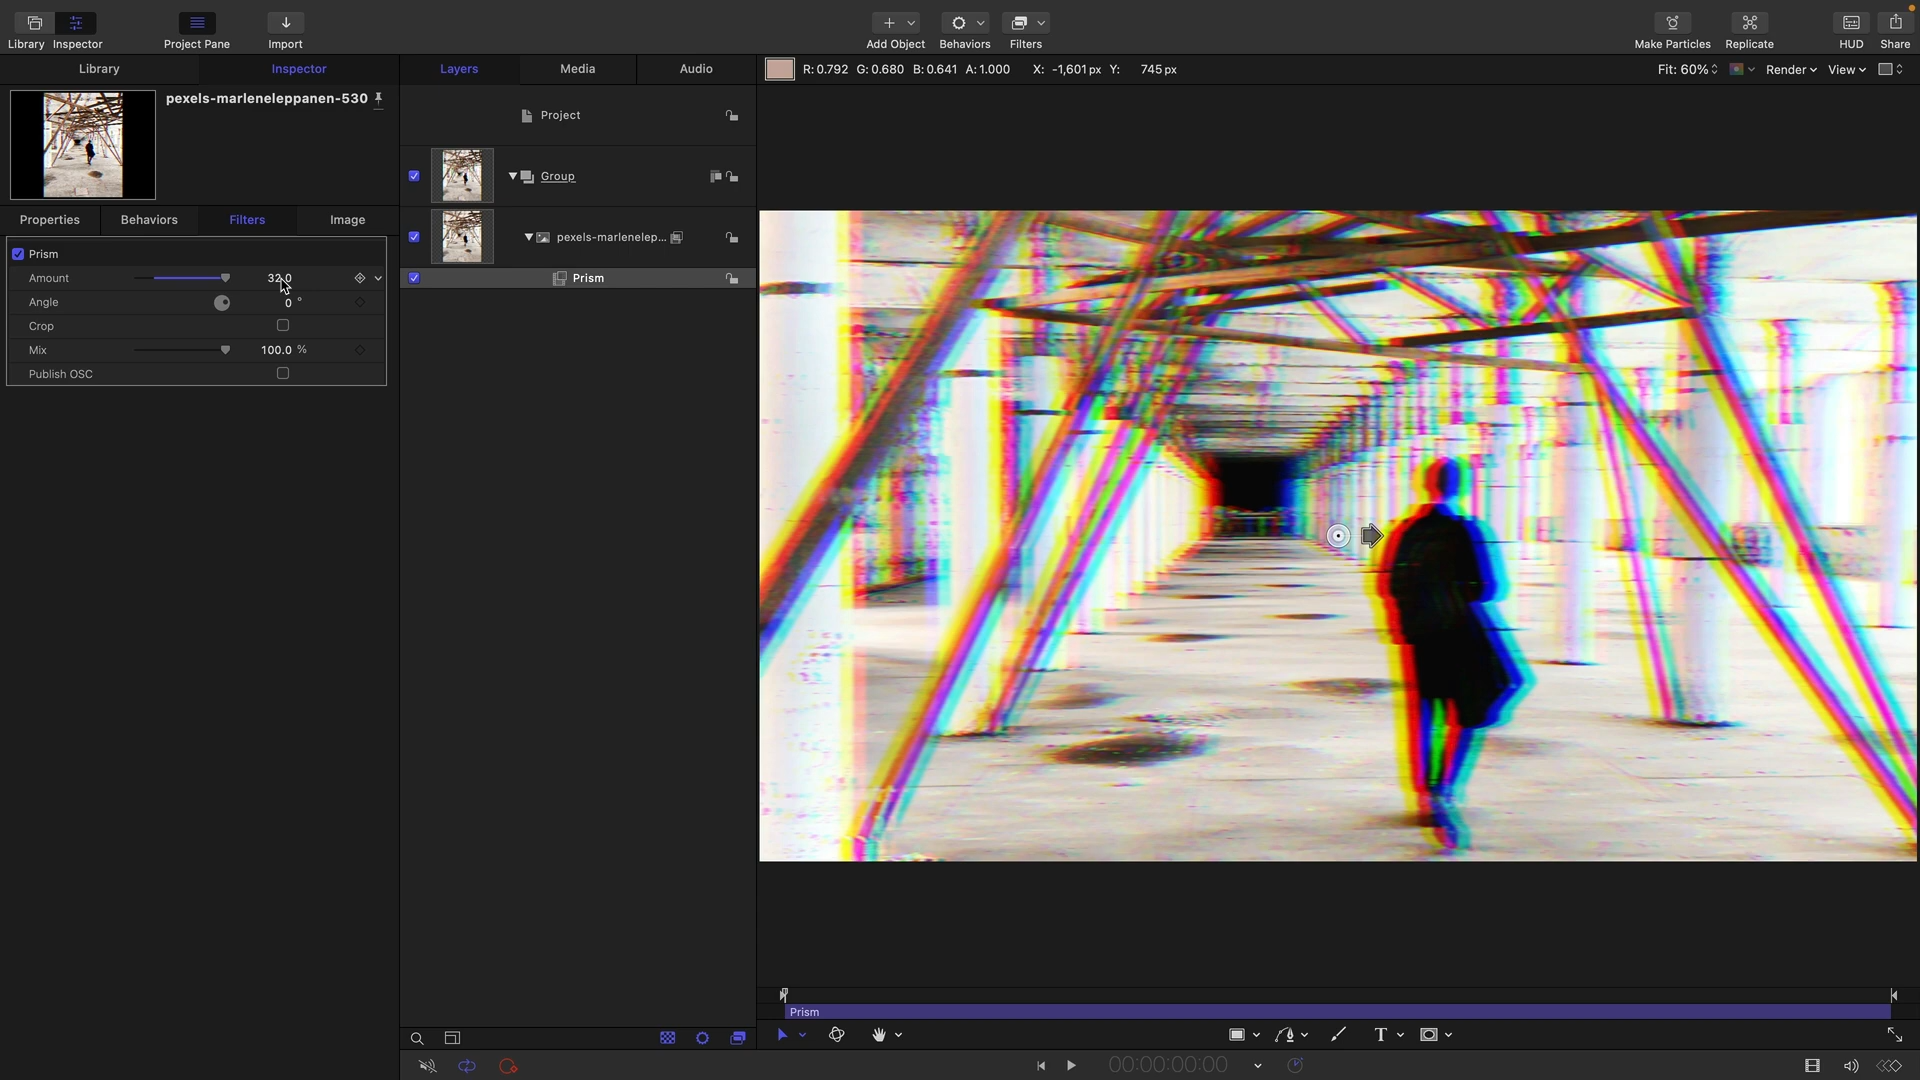 Library
Inspector
Project Pane
Import
Add Object
Behaviors
Filters
Make Particles
Replicate
HUD
Share
Library
Inspector
Layers
Media
Audio
R: 0.792 G: 0.680 B: 0.641 A: 1.000 X: -1,601 px Y: 745 px
Fit: 60%
Render
View
pexels-marleneleppanen-530
Project
Group
pexels-marlenelep...
Prism
Properties
Behaviors
Filters
Image
Prism
Amount 32.0
Angle 0 °
Crop
Mix 100.0 %
Publish OSC
Prism
T
00:00:00:00